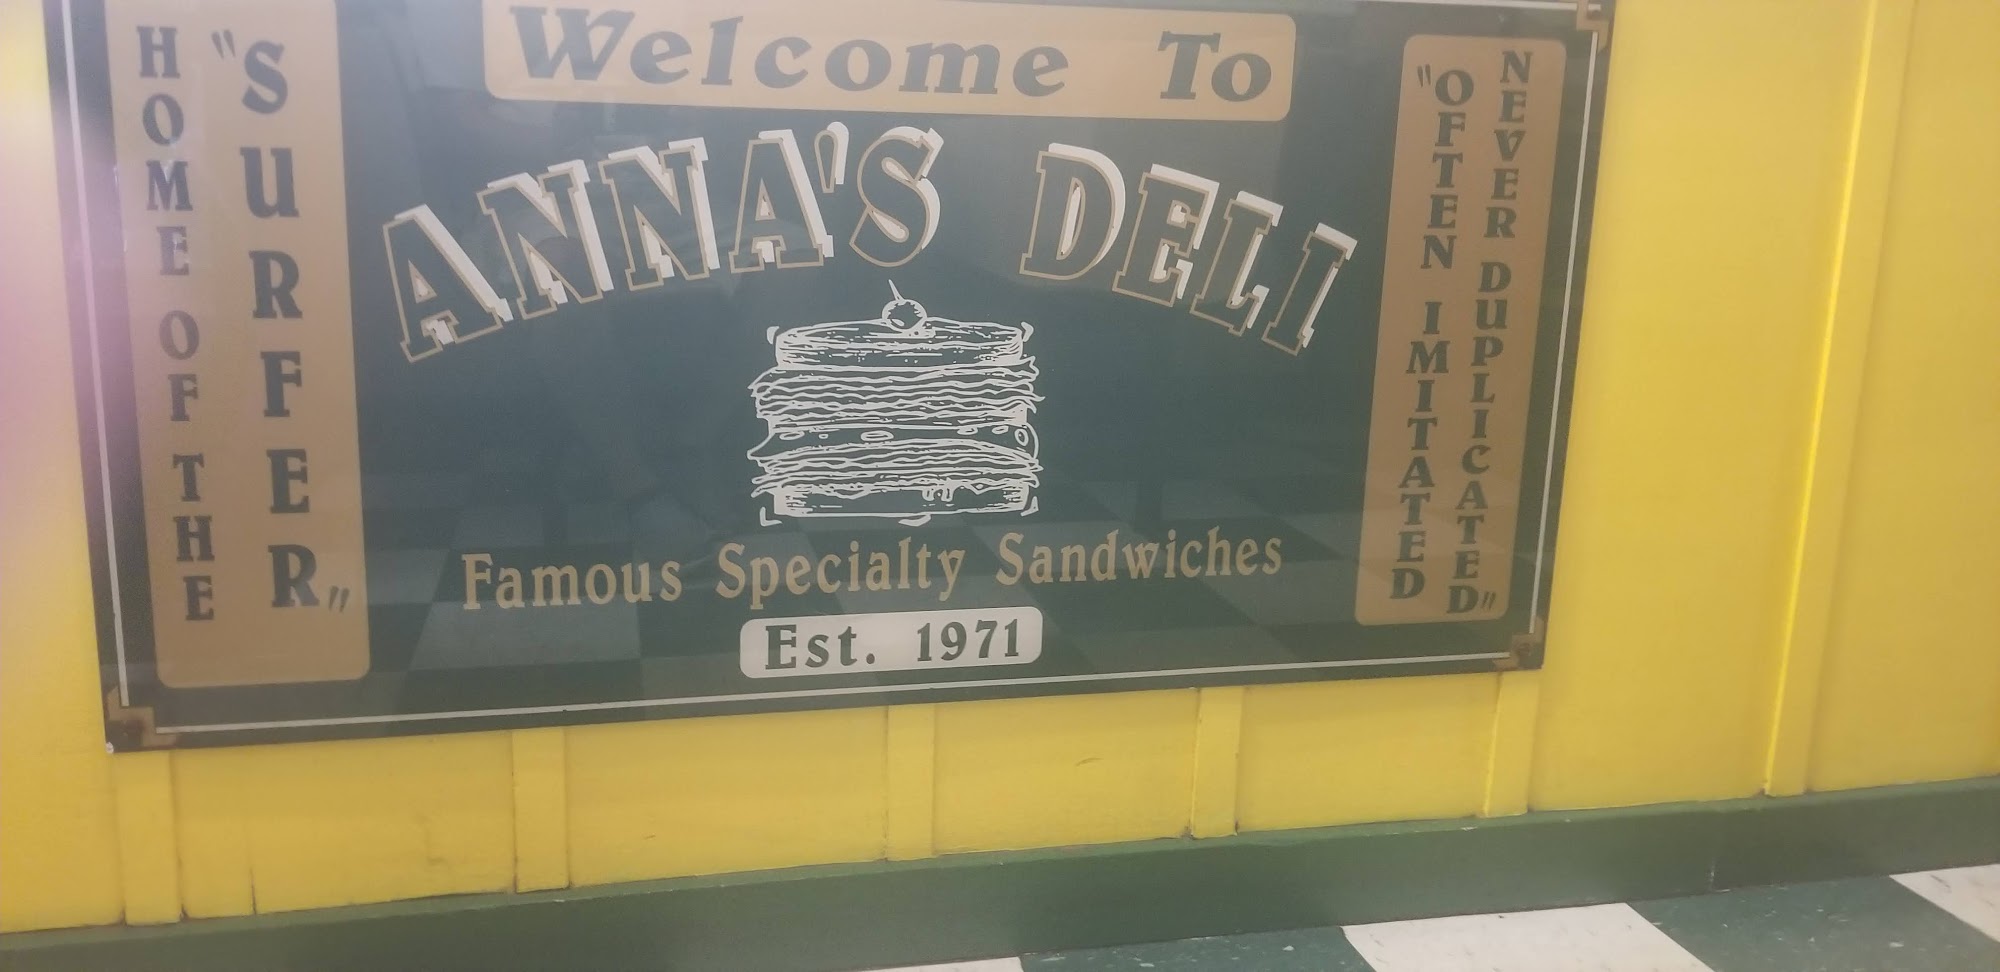 Welcome To
ANNA'S DELI
HOME OF THE
"SURFER"
Famous Specialty Sandwiches
Est. 1971
"OFTEN IMITATED
NEVER DUPLICATED"